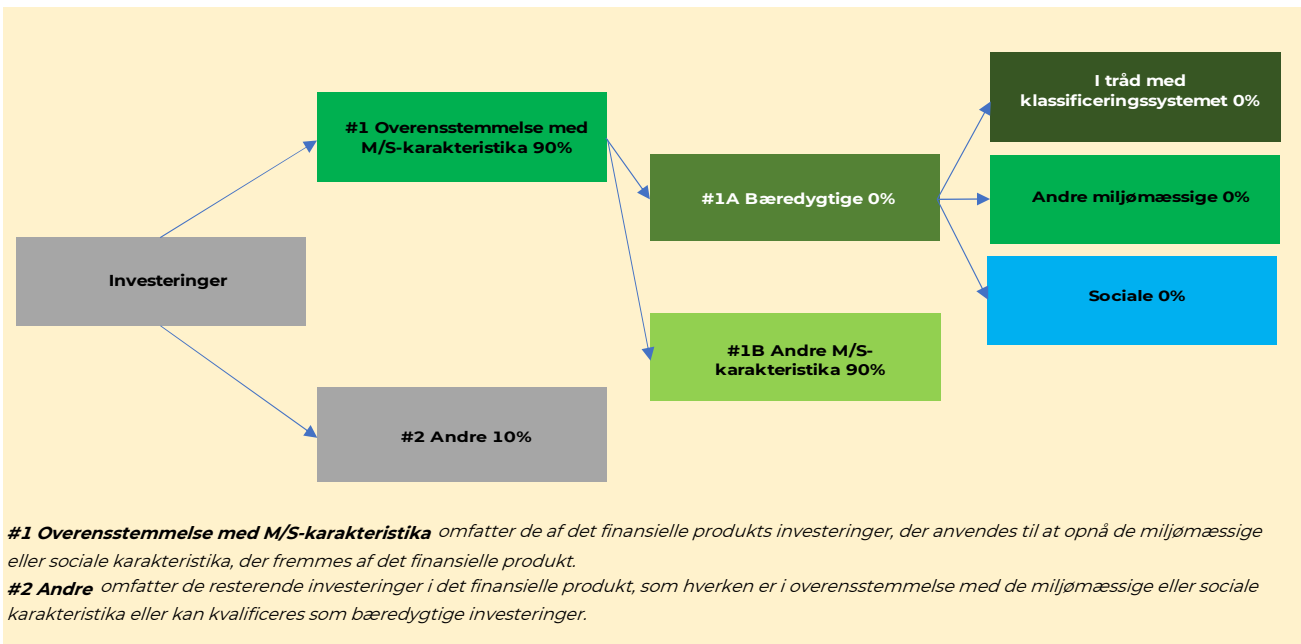 I tråd med
klassificeringssystemet 0%
#1 Overensstemmelse med
M/S-karakteristika 90%
#1A Bæredygtige 0%
Andre miljømæssige 0%
Investeringer
Sociale 0%
#1B Andre M/S-
karakteristika 90%
#2 Andre 10%
#1 Overensstemmelse med M/S-karakteristika omfatter de af det finansielle produkts investeringer, der anvendes til at opnå de miljømæssige
eller sociale karakteristika, der fremmes af det finansielle produkt.
#2 Andre omfatter de resterende investeringer i det finansielle produkt, som hverken er i overensstemmelse med de miljømæssige eller sociale
karakteristika eller kan kvalificeres som bæredygtige investeringer.